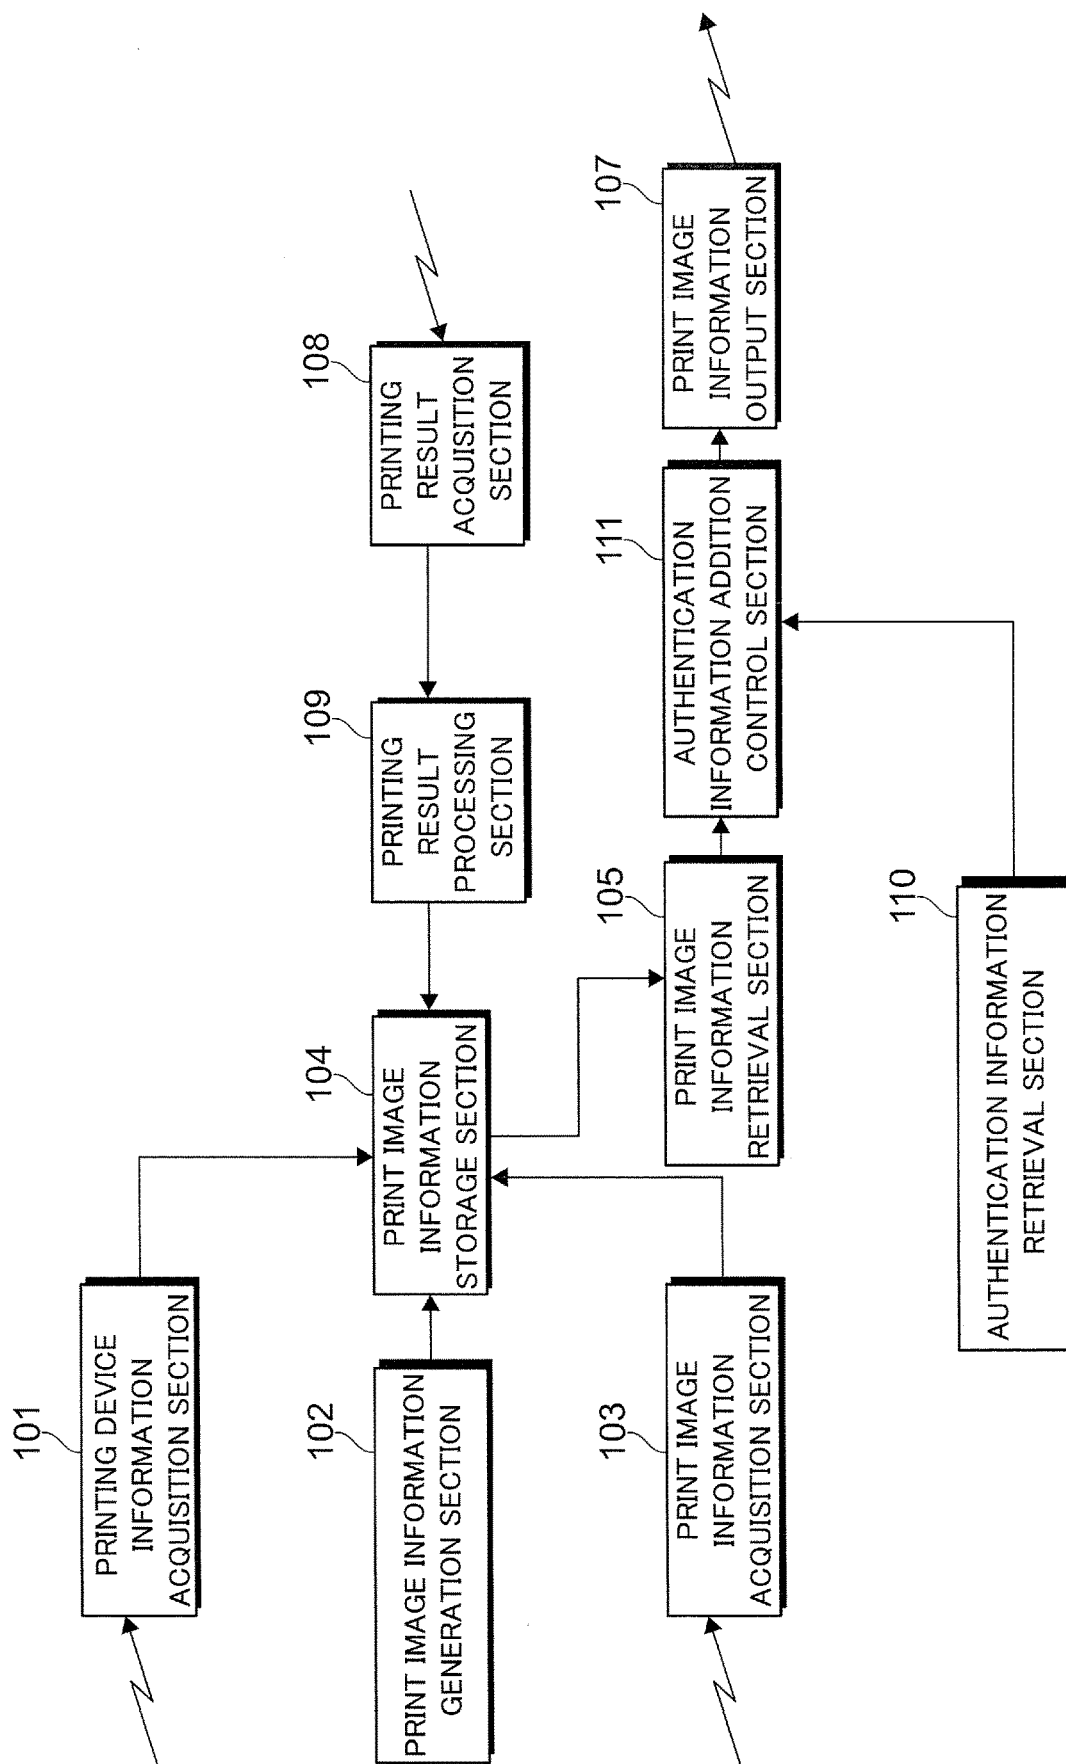 101
PRINTING DEVICE
INFORMATION
ACQUISITION SECTION
102
PRINT IMAGE INFORMATION
GENERATION SECTION
103
PRINT IMAGE
INFORMATION
ACQUISITION SECTION
104
PRINT IMAGE
INFORMATION
STORAGE SECTION
109
PRINTING
RESULT
PROCESSING
SECTION
108
PRINTING
RESULT
ACQUISITION
SECTION
105
PRINT IMAGE
INFORMATION
RETRIEVAL SECTION
111
AUTHENTICATION
INFORMATION ADDITION
CONTROL SECTION
107
PRINT IMAGE
INFORMATION
OUTPUT SECTION
110
AUTHENTICATION INFORMATION
RETRIEVAL SECTION